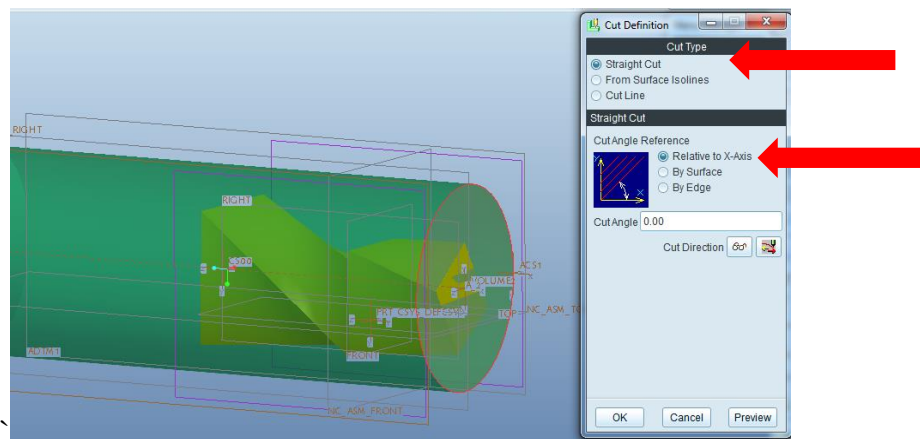 Cut Definition
Cut Type
Straight Cut
From Surface Isolines
Cut Line
Straight Cut
Cut Angle Reference
Relative to X-Axis
By Surface
By Edge
Cut Angle 0.00
Cut Direction
OK Cancel Preview
RIGHT
RIGHT
ACS1
TOP
NC_ASM_TO
FRONT
ADTM1
NC_ASM_FRONT